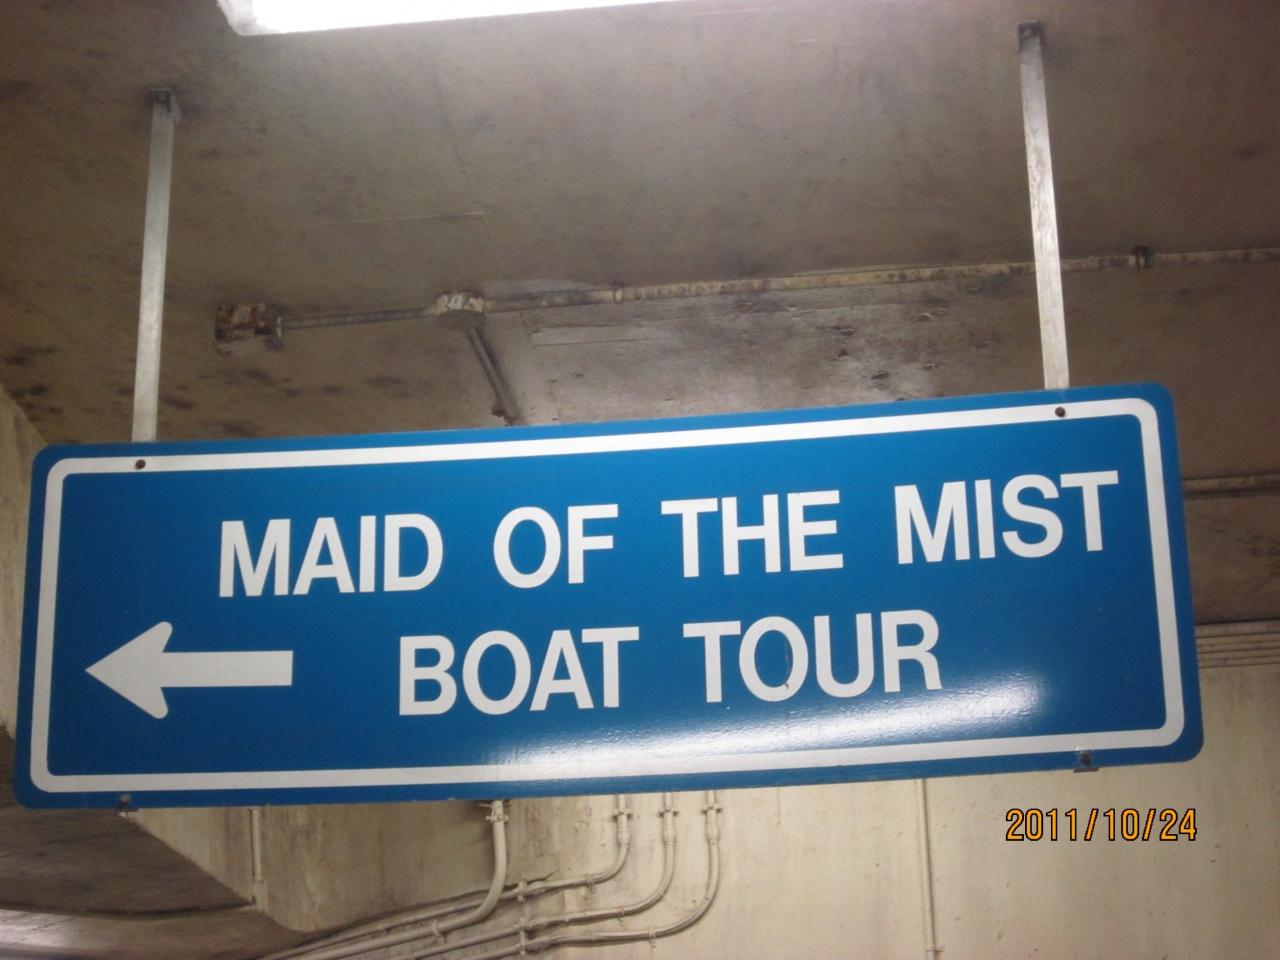 MAID OF THE MIST
BOAT TOUR
2011/10/24